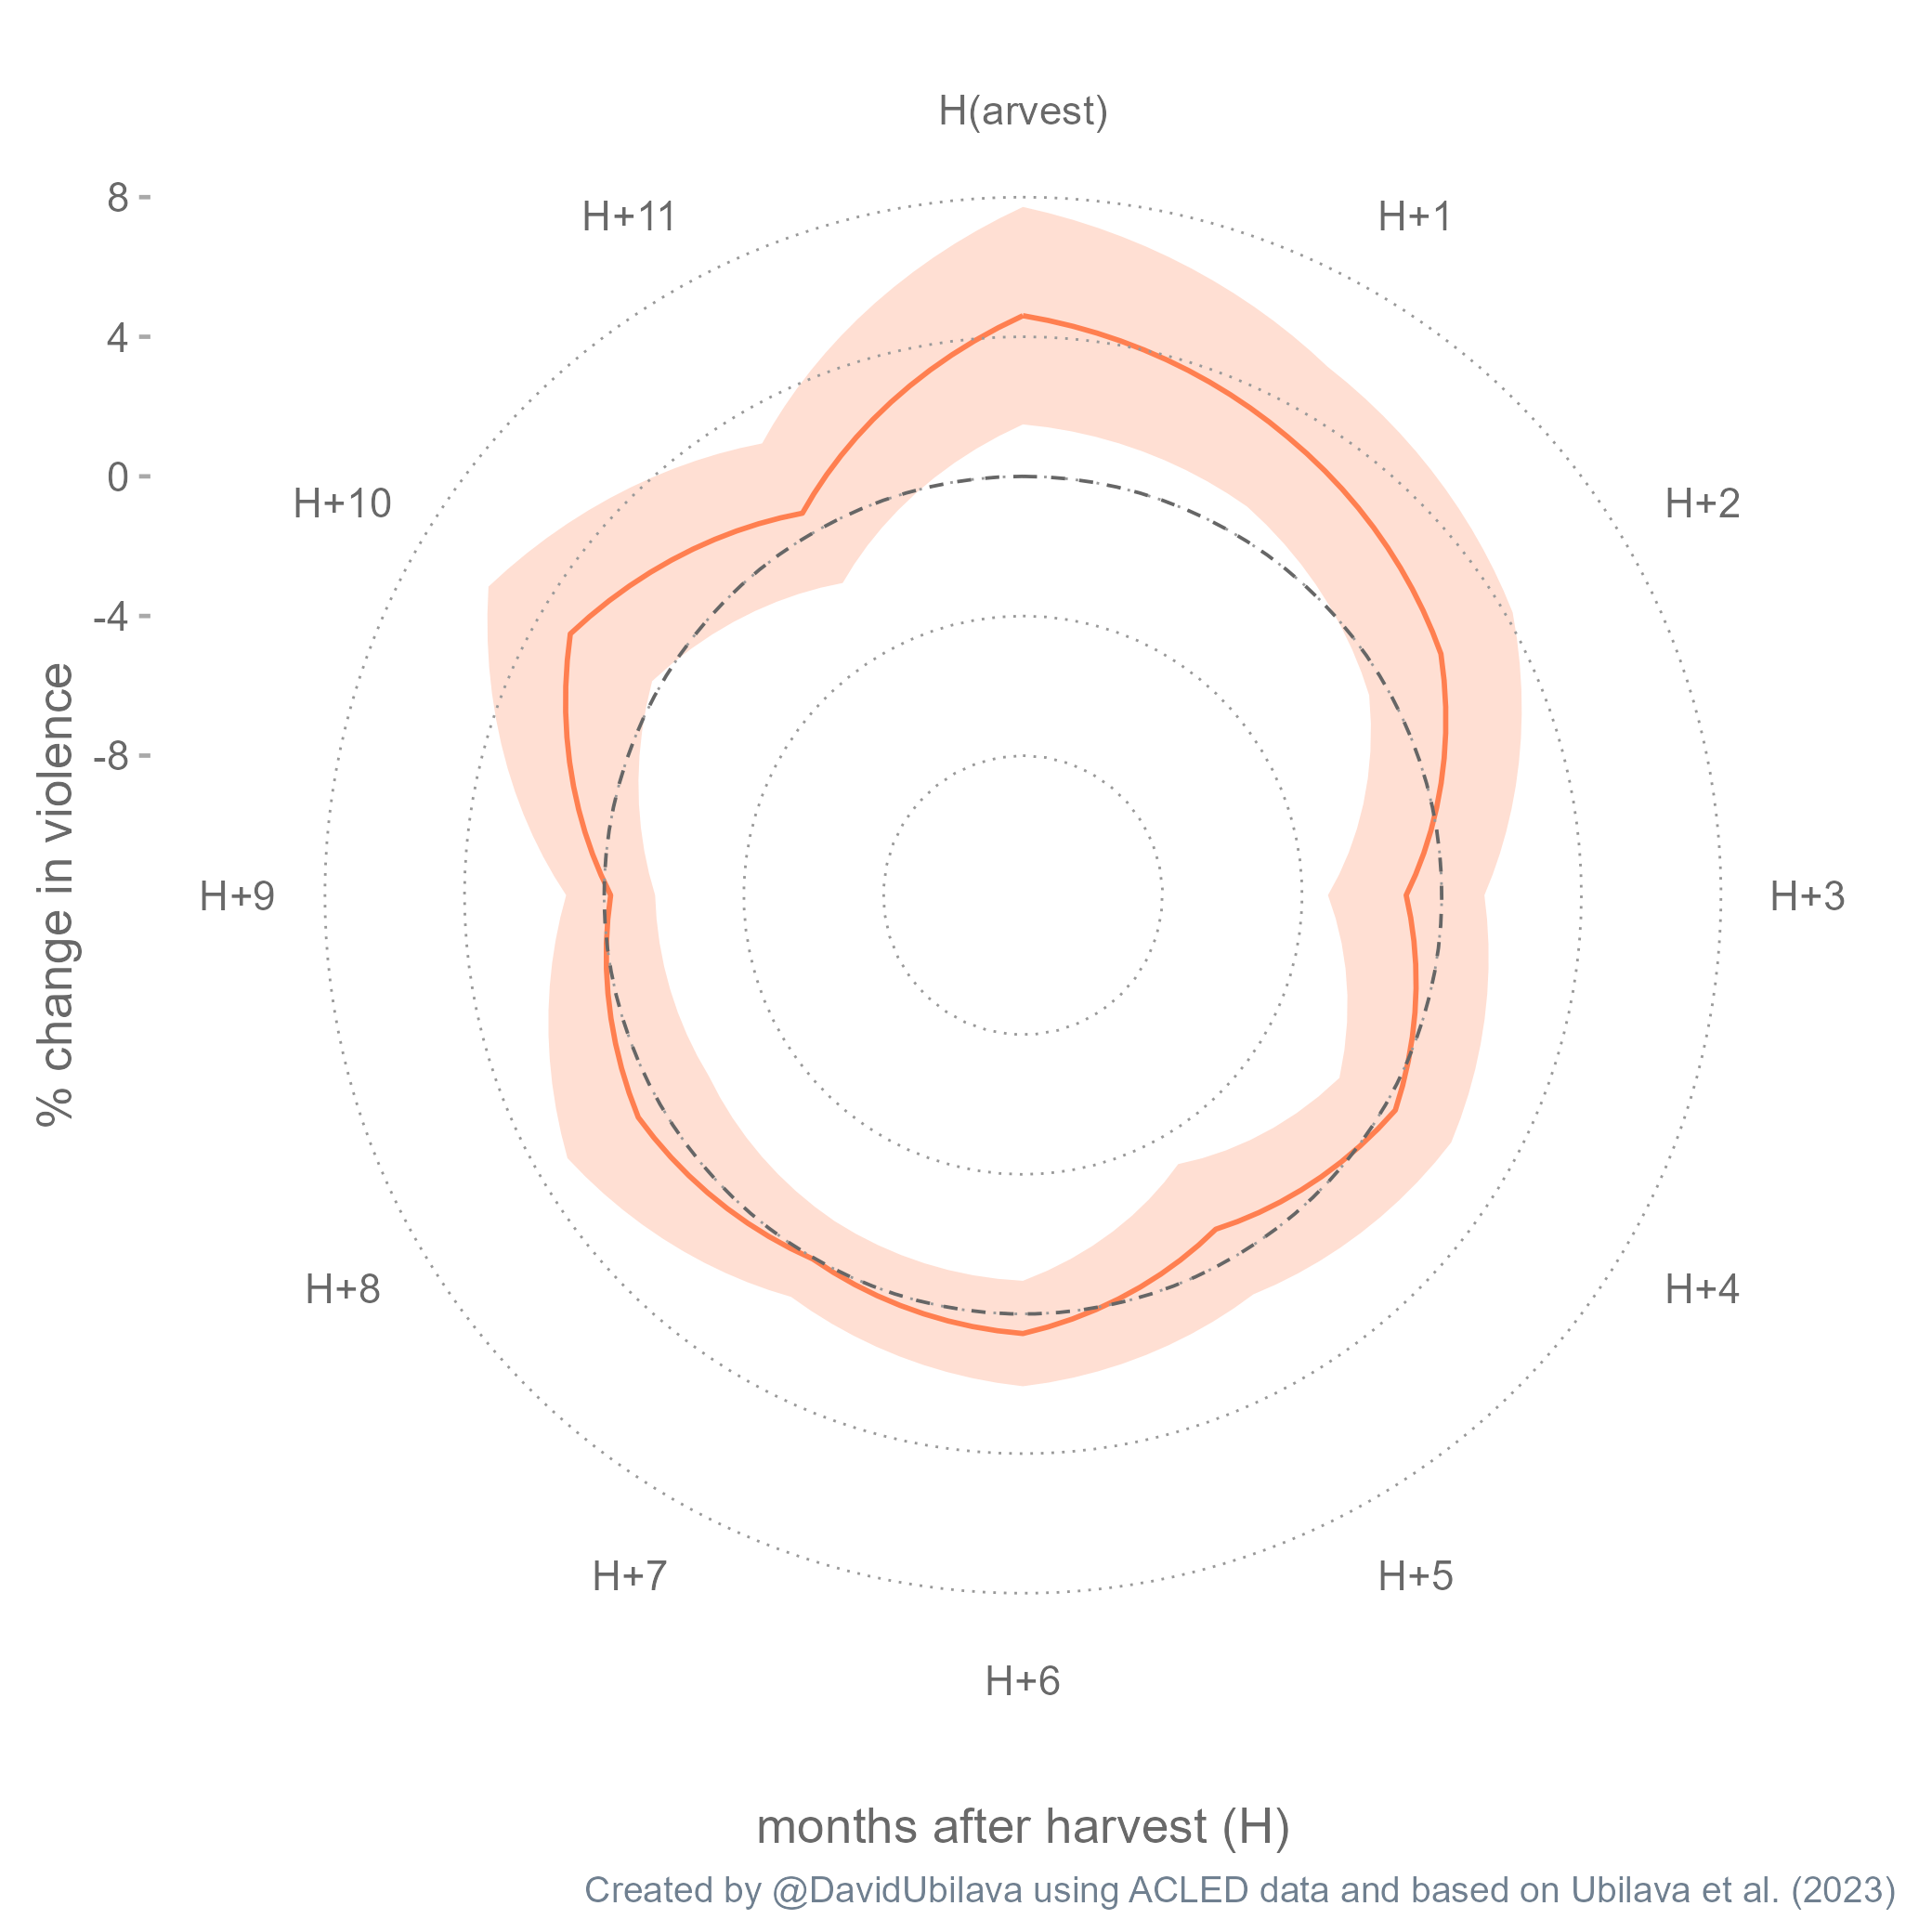 H(arvest)
H+1
H+2
H+3
H+4
H+5
H+6
H+7
H+8
H+9
H+10
H+11
8
4
0
-4
-8
% change in violence
months after harvest (H)
Created by @DavidUbilava using ACLED data and based on Ubilava et al. (2023)